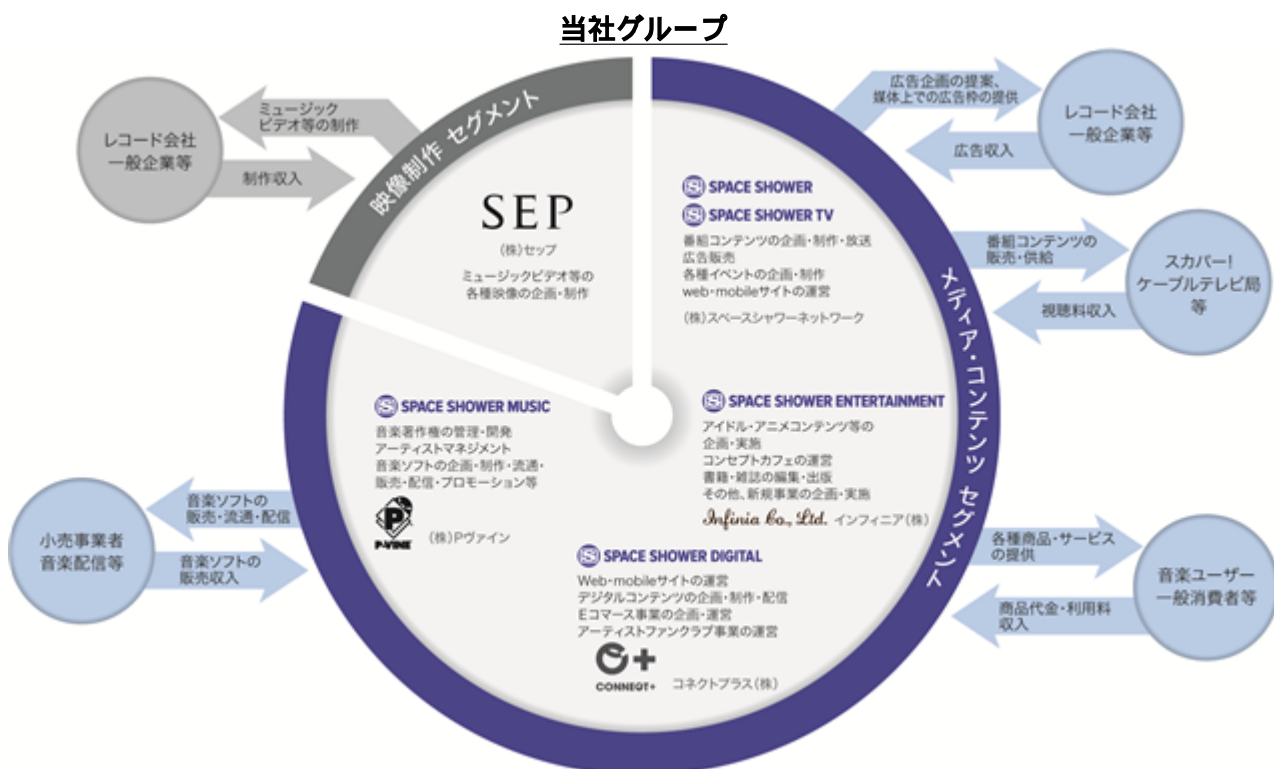 当社グループ
レコード会社
一般企業等
ミュージック
ビデオ等の制作
制作収入
映像制作 セグメント
SEP
(株)セップ
ミュージックビデオ等の
各種映像の企画・制作
広告企画の提案、
媒体上での広告枠の提供
広告収入
レコード会社
一般企業等
S SPACE SHOWER
S SPACE SHOWER TV
番組コンテンツの企画・制作・放送
広告販売
各種イベントの企画・制作
web・mobileサイトの運営
(株)スペースシャワーネットワーク
番組コンテンツの
販売・供給
視聴料収入
スカパー!
ケーブルテレビ局
等
メディア・コンテンツ セグメント
S SPACE SHOWER MUSIC
音楽著作権の管理・開発
アーティストマネジメント
音楽ソフトの企画・制作・流通・
販売・配信・プロモーション等
P
P-VINE
(株)Pヴァイン
S SPACE SHOWER ENTERTAINMENT
アイドル・アニメコンテンツ等の
企画・実施
コンセプトカフェの運営
書籍・雑誌の編集・出版
その他、新規事業の企画・実施
Infinia Co., Ltd. インフィニア(株)
S SPACE SHOWER DIGITAL
Web・mobileサイトの運営
デジタルコンテンツの企画・制作・配信
Eコマース事業の企画・運営
アーティストファンクラブ事業の運営
CONNECT+
コネクトプラス(株)
小売事業者
音楽配信等
音楽ソフトの
販売・流通・配信
音楽ソフトの
販売収入
各種商品・サービス
の提供
商品代金・利用料
収入
音楽ユーザー
一般消費者等